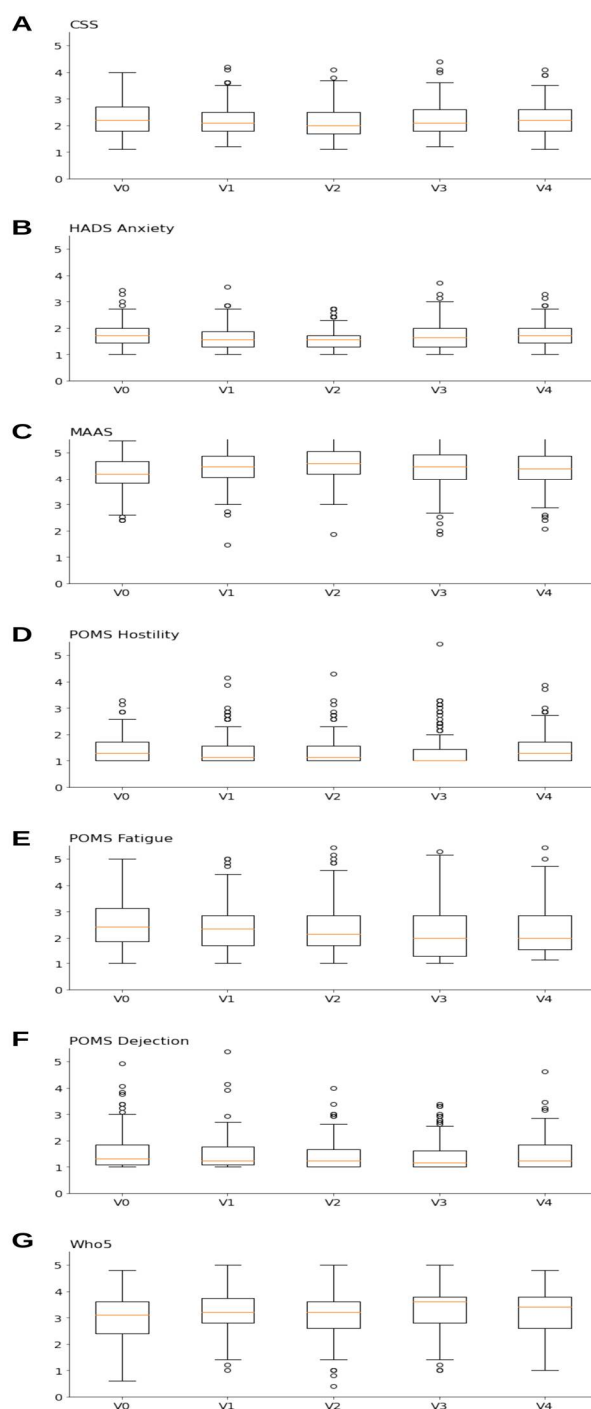 A
CSS
5
4
3
2
1
0
V0 V1 V2 V3 V4
B
HADS Anxiety
5
4
3
2
1
0
V0 V1 V2 V3 V4
C
MAAS
5
4
3
2
1
0
V0 V1 V2 V3 V4
D
POMS Hostility
5
4
3
2
1
0
V0 V1 V2 V3 V4
E
POMS Fatigue
5
4
3
2
1
0
V0 V1 V2 V3 V4
F
POMS Dejection
5
4
3
2
1
0
V0 V1 V2 V3 V4
G
Who5
5
4
3
2
1
0
V0 V1 V2 V3 V4